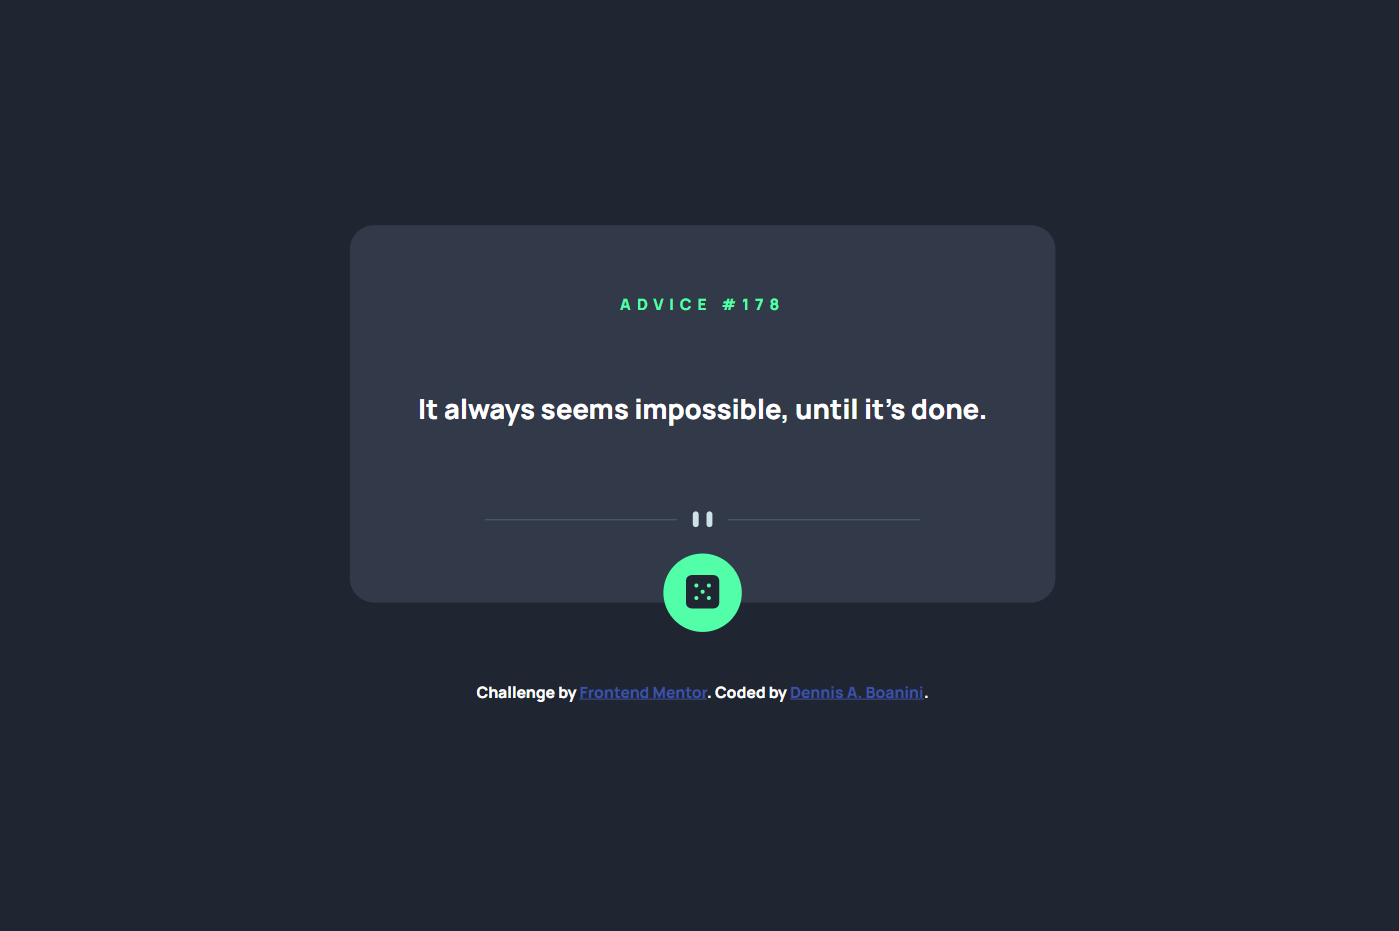 ADVICE #178
It always seems impossible, until it’s done.
Challenge by Frontend Mentor. Coded by Dennis A. Boanini.